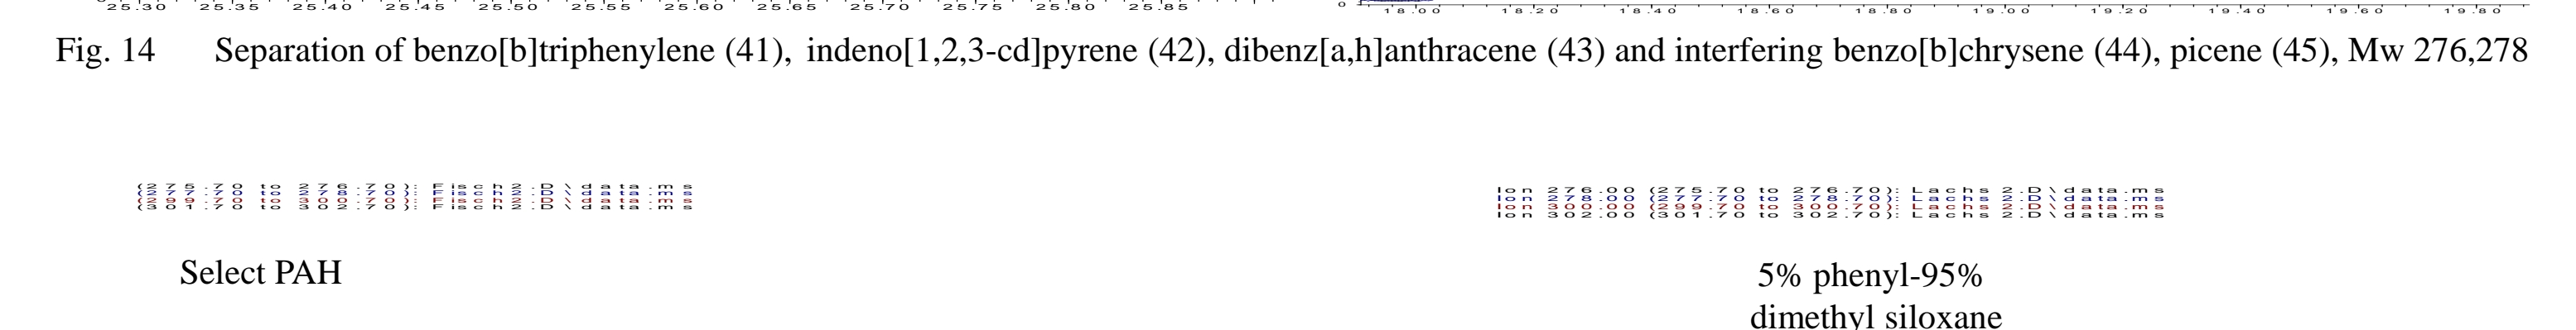 25.30 25.35 25.40 25.45 25.50 25.55 25.60 25.65 25.70 25.75 25.80 25.85
0
18.00 18.20 18.40 18.60 18.80 19.00 19.20 19.40 19.60 19.80
Fig. 14 Separation of benzo[b]triphenylene (41), indeno[1,2,3-cd]pyrene (42), dibenz[a,h]anthracene (43) and interfering benzo[b]chrysene (44), picene (45), Mw 276,278
(275.70 to 276.70): Fisch2.D\data.ms
(277.70 to 278.70): Fisch2.D\data.ms
(299.70 to 300.70): Fisch2.D\data.ms
(301.70 to 302.70): Fisch2.D\data.ms
Ion 276.00 (275.70 to 276.70): Lachs 2.D\data.ms
Ion 278.00 (277.70 to 278.70): Lachs 2.D\data.ms
Ion 300.00 (299.70 to 300.70): Lachs 2.D\data.ms
Ion 302.00 (301.70 to 302.70): Lachs 2.D\data.ms
Select PAH
5% phenyl-95%
dimethyl siloxane